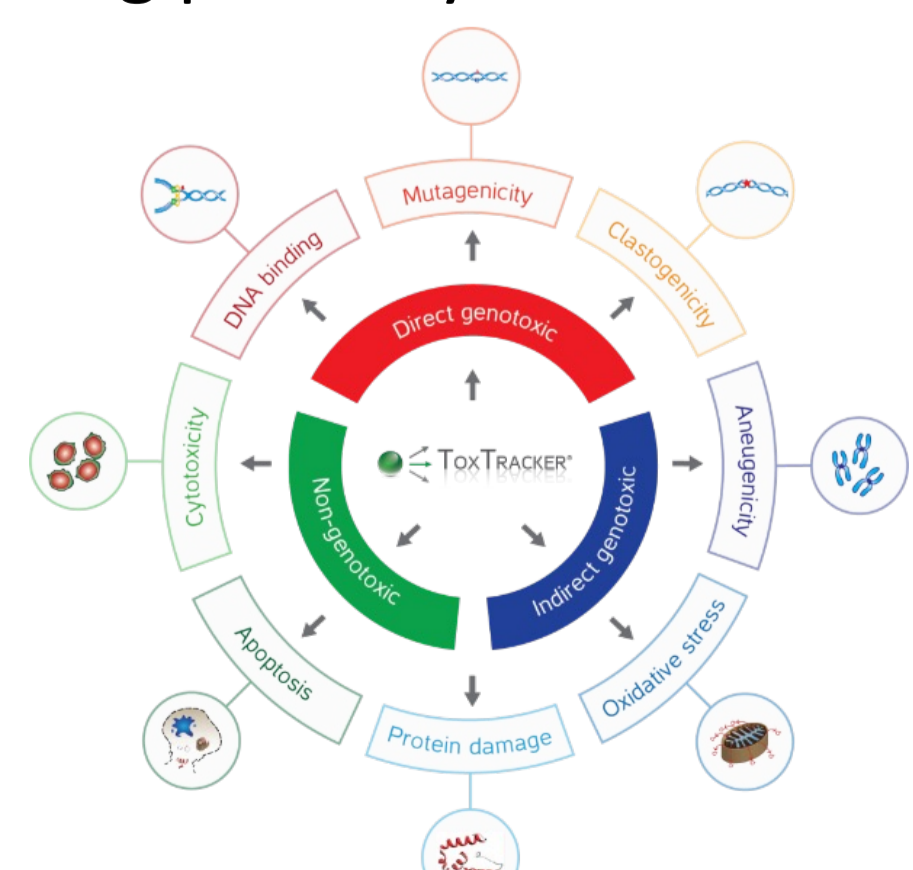 Mutagenicity
DNA binding
Clastogenicity
Direct genotoxic
Cytotoxicity
TOXTRACKER®
Aneugenicity
Non-genotoxic
Indirect genotoxic
Apoptosis
Oxidative stress
Protein damage